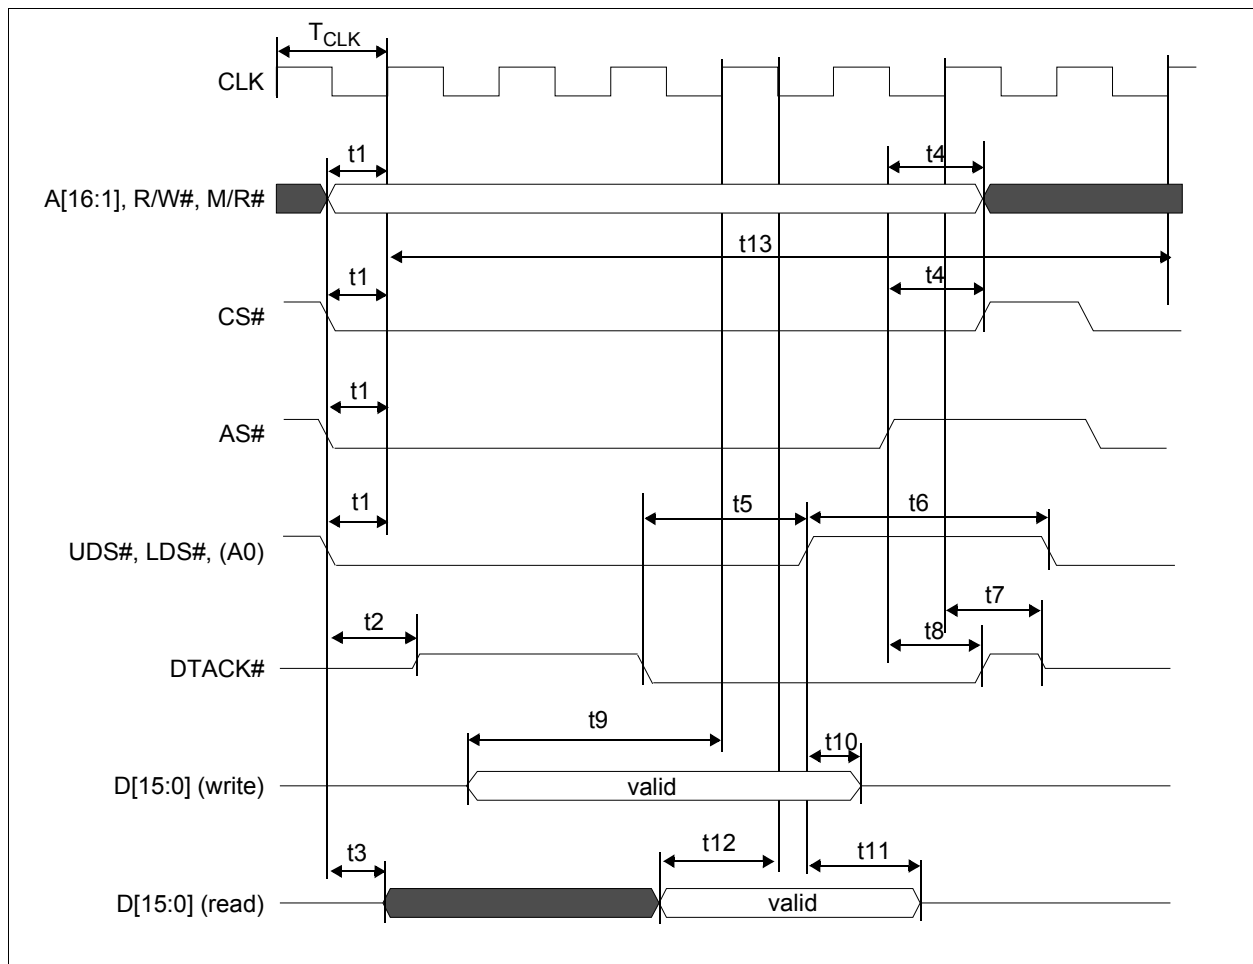 TCLK
CLK
t1
t4
A[16:1], R/W#, M/R#
t13
t1
t4
CS#
t1
AS#
t1
t5
t6
UDS#, LDS#, (A0)
t2
t8
t7
DTACK#
t9
t10
D[15:0] (write)
valid
t3
t12
t11
D[15:0] (read)
valid